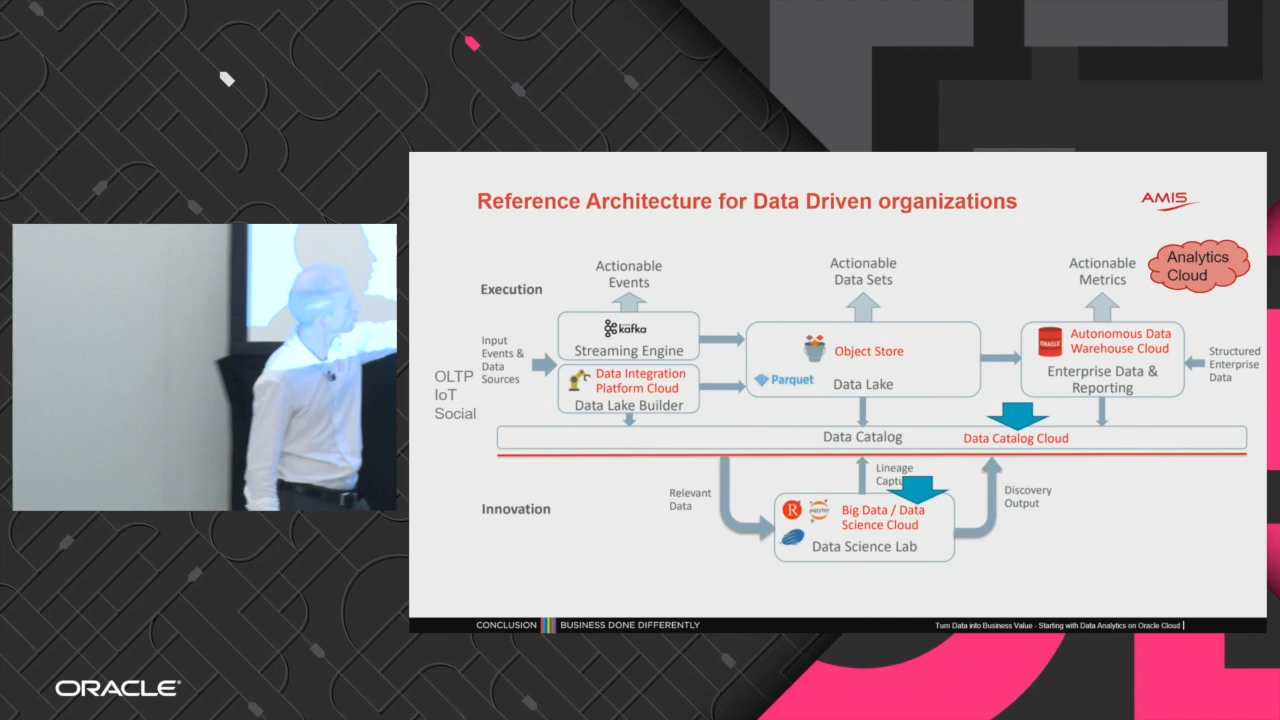 Reference Architecture for Data Driven organizations
AMIS
Analytics
Cloud
Execution
Actionable
Events
Actionable
Data Sets
Actionable
Metrics
Input
Events &
Data
Sources
OLTP
IoT
Social
kafka
Streaming Engine
Data Integration
Platform Cloud
Data Lake Builder
Object Store
Parquet
Data Lake
ORACLE
Autonomous Data
Warehouse Cloud
Enterprise Data &
Reporting
Structured
Enterprise
Data
Data Catalog
Data Catalog Cloud
Innovation
Relevant
Data
Lineage
Captu
R
jupyter
Big Data / Data
Science Cloud
Data Science Lab
Discovery
Output
CONCLUSION BUSINESS DONE DIFFERENTLY
Turn Data into Business Value - Starting with Data Analytics on Oracle Cloud |
ORACLE®